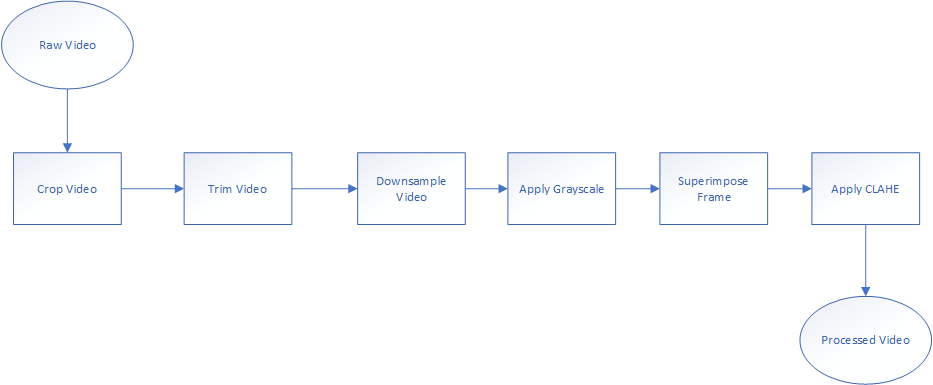 Raw Video
Crop Video
Trim Video
Downsample
Video
Apply Grayscale
Superimpose
Frame
Apply CLAHE
Processed Video